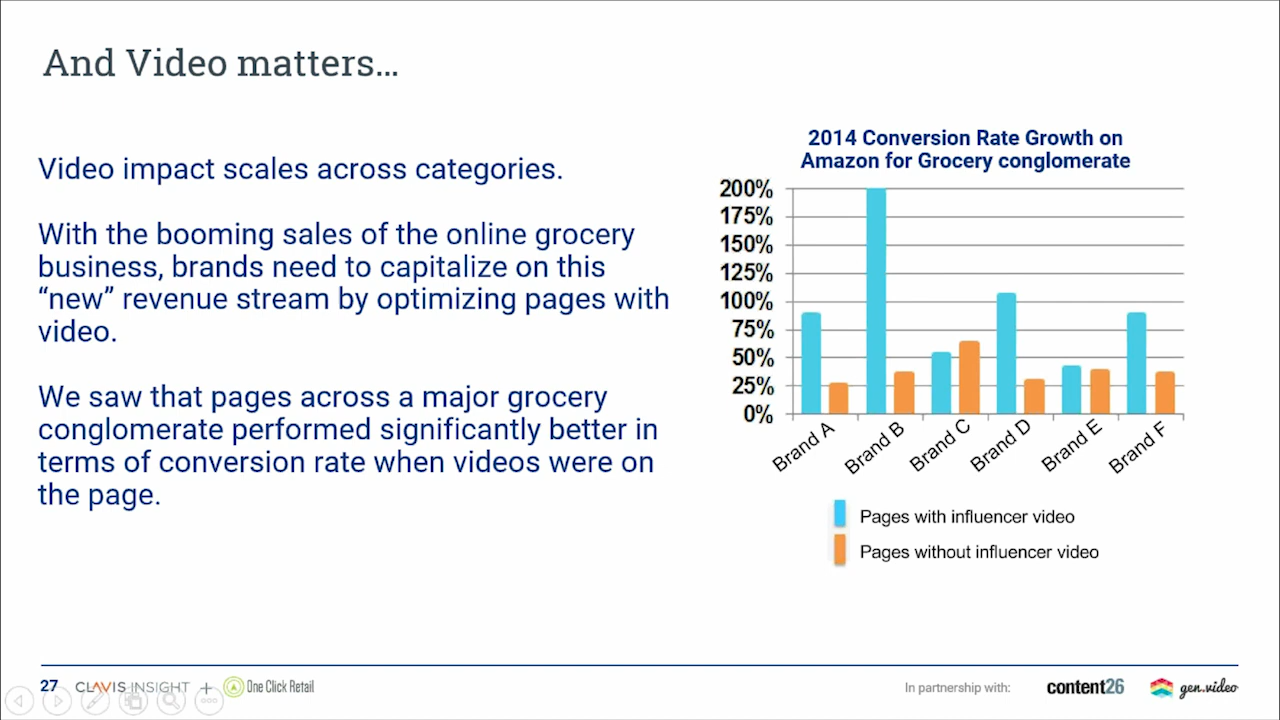 And Video matters...
Video impact scales across categories.
With the booming sales of the online grocery
business, brands need to capitalize on this
“new” revenue stream by optimizing pages with
video.
We saw that pages across a major grocery
conglomerate performed significantly better in
terms of conversion rate when videos were on
the page.
2014 Conversion Rate Growth on
Amazon for Grocery conglomerate
200%
175%
150%
125%
100%
75%
50%
25%
0%
Brand A
Brand B
Brand C
Brand D
Brand E
Brand F
Pages with influencer video
Pages without influencer video
27
CLAVIS INSIGHT + One Click Retail
In partnership with:
content26
gen.video